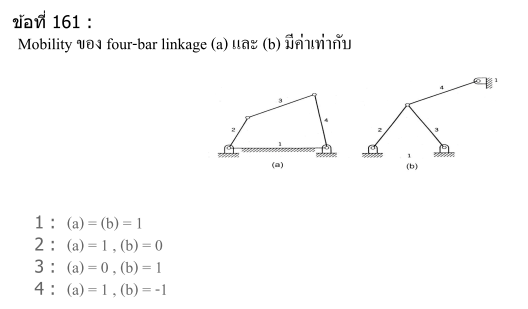 ข้อที่ 161 :
Mobility ของ four-bar linkage (a) และ (b) มีค่าเท่ากับ
2
3
4
1
(a)
2
3
4
1
1
(b)
1 : (a) = (b) = 1
2 : (a) = 1 , (b) = 0
3 : (a) = 0 , (b) = 1
4 : (a) = 1 , (b) = -1